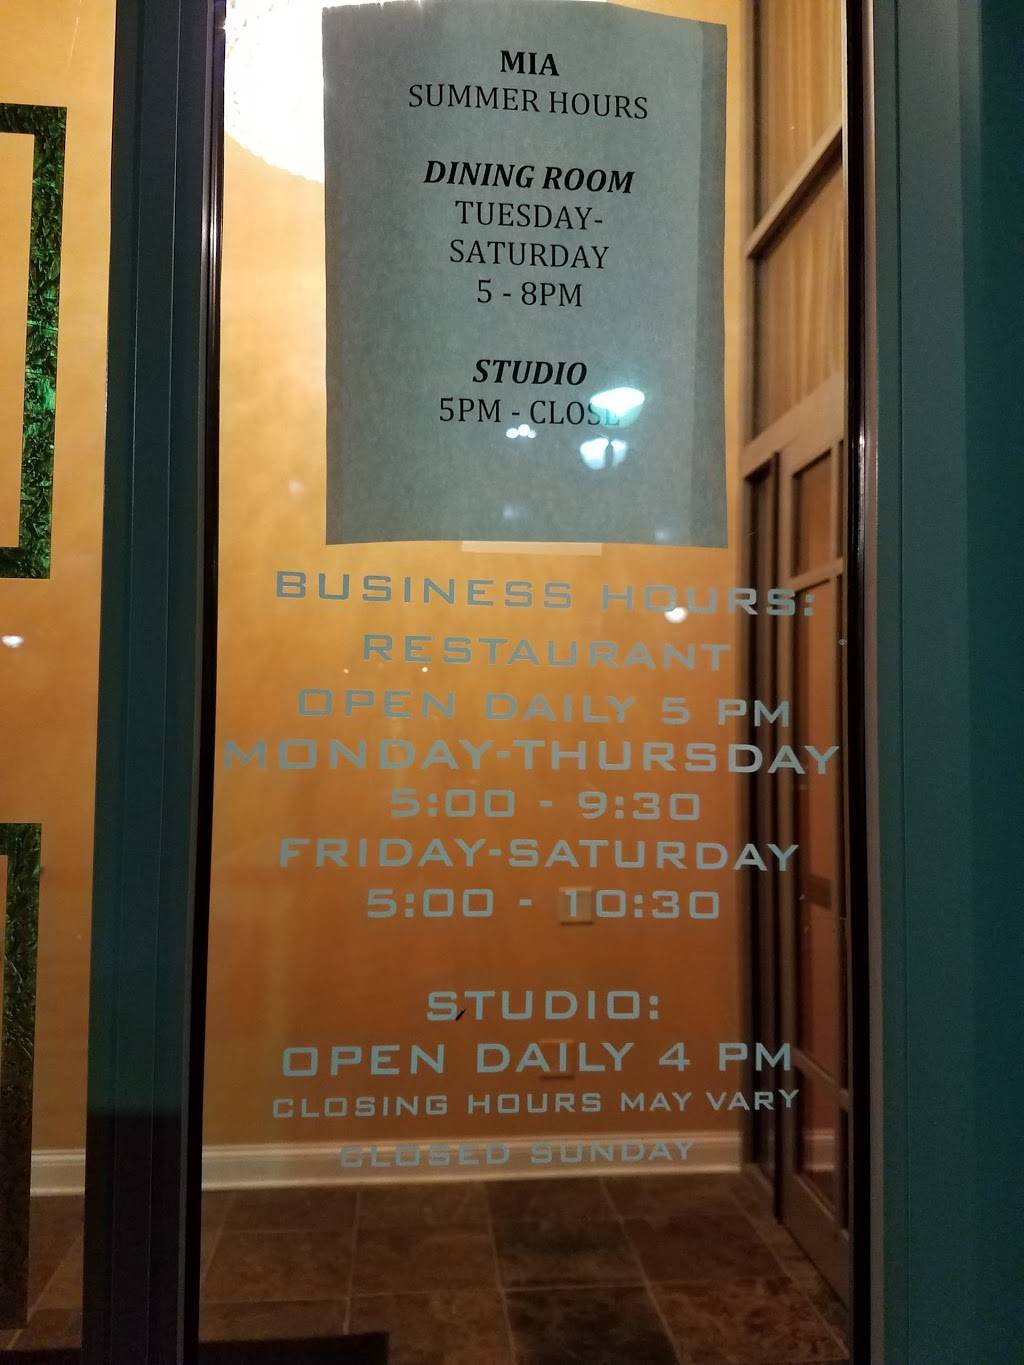 MIA
SUMMER HOURS
DINING ROOM
TUESDAY-
SATURDAY
5 - 8PM
STUDIO
5PM - CLOSE
BUSINESS HOURS:
RESTAURANT
OPEN DAILY 5 PM
MONDAY-THURSDAY
5:00 - 9:30
FRIDAY-SATURDAY
5:00 - 10:30
STUDIO:
OPEN DAILY 4 PM
CLOSING HOURS MAY VARY
CLOSED SUNDAY